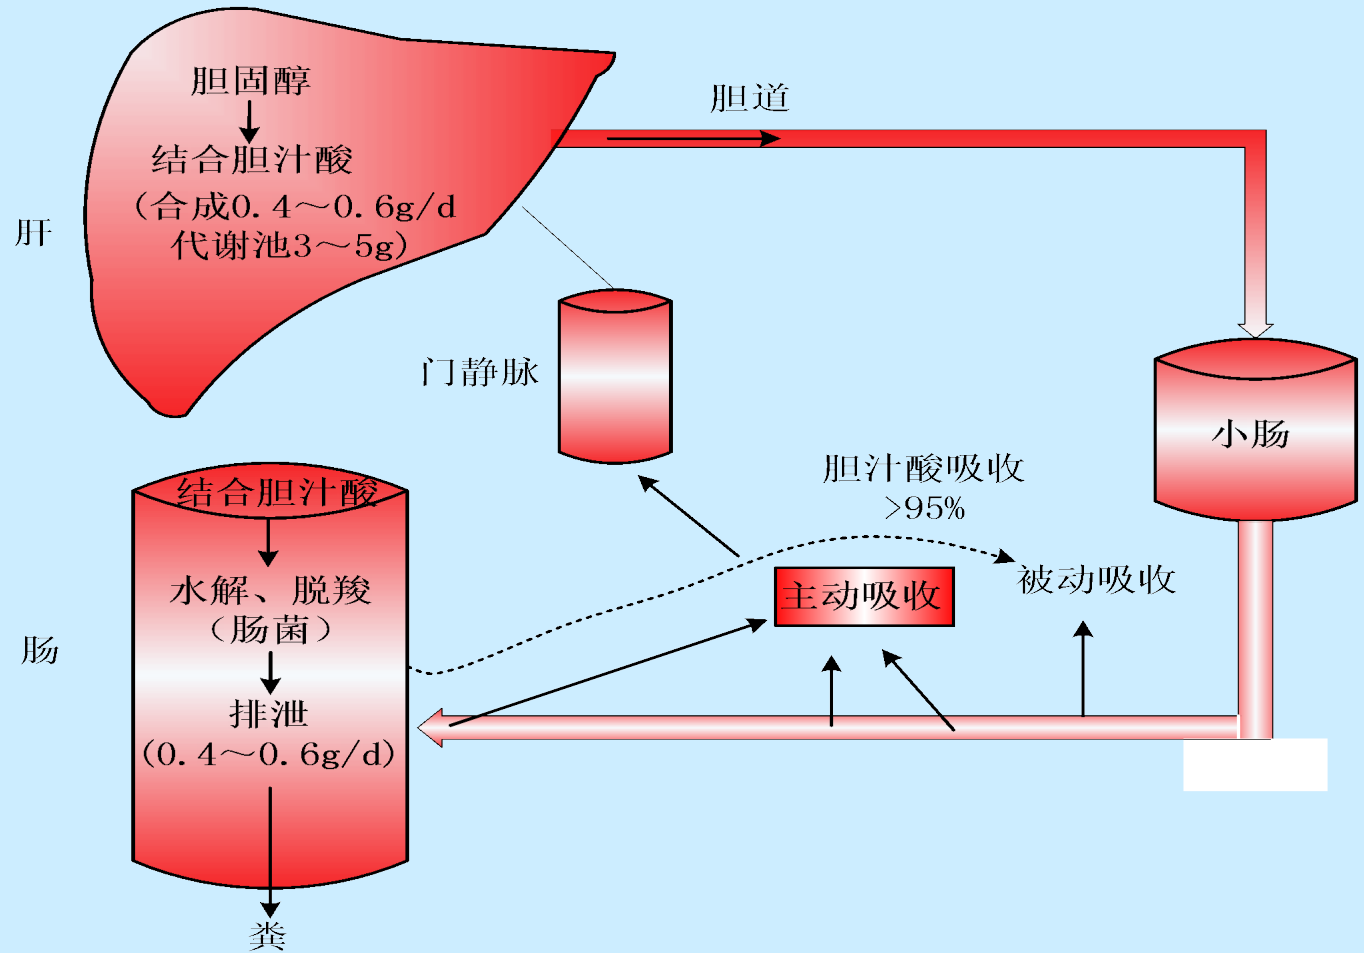 胆固醇
胆道
结合胆汁酸
(合成0.4～0.6g/d
代谢池3～5g)
肝
门静脉
小肠
胆汁酸吸收
>95%
结合胆汁酸
主动吸收
被动吸收
水解、脱羧
(肠菌)
肠
排泄
(0.4～0.6g/d)
粪